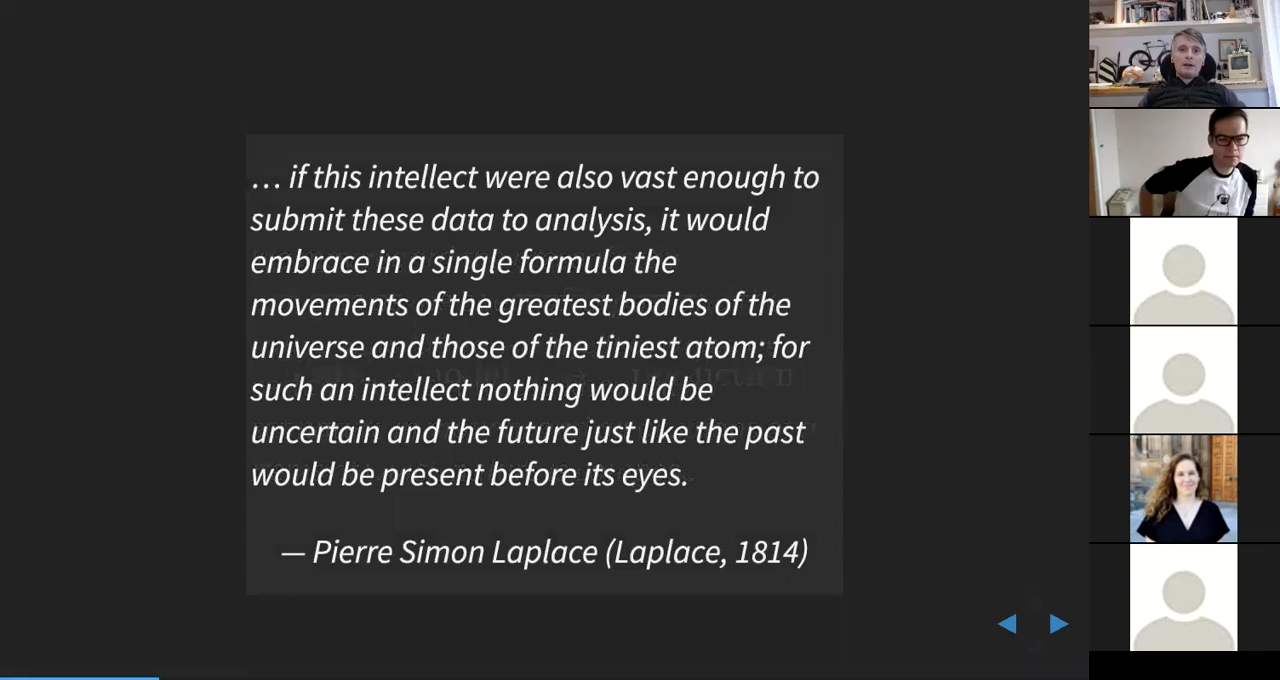 … if this intellect were also vast enough to
submit these data to analysis, it would
embrace in a single formula the
movements of the greatest bodies of the
universe and those of the tiniest atom; for
such an intellect nothing would be
uncertain and the future just like the past
would be present before its eyes.
— Pierre Simon Laplace (Laplace, 1814)